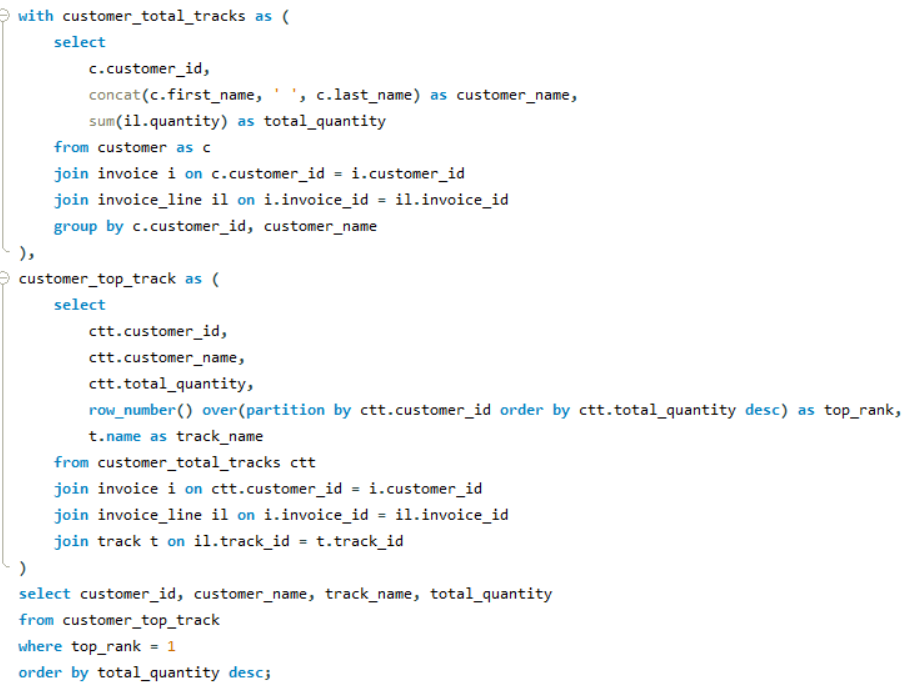 with customer_total_tracks as (
    select
        c.customer_id,
        concat(c.first_name, ' ', c.last_name) as customer_name,
        sum(il.quantity) as total_quantity
    from customer as c
    join invoice i on c.customer_id = i.customer_id
    join invoice_line il on i.invoice_id = il.invoice_id
    group by c.customer_id, customer_name
),
customer_top_track as (
    select
        ctt.customer_id,
        ctt.customer_name,
        ctt.total_quantity,
        row_number() over(partition by ctt.customer_id order by ctt.total_quantity desc) as top_rank,
        t.name as track_name
    from customer_total_tracks ctt
    join invoice i on ctt.customer_id = i.customer_id
    join invoice_line il on i.invoice_id = il.invoice_id
    join track t on il.track_id = t.track_id
)
select customer_id, customer_name, track_name, total_quantity
from customer_top_track
where top_rank = 1
order by total_quantity desc;